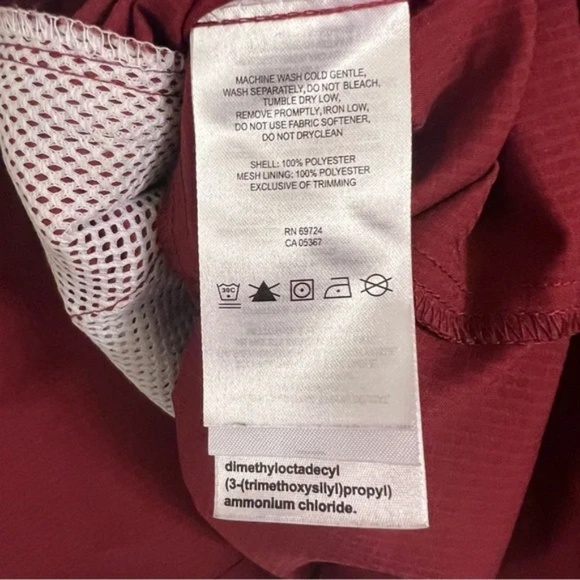 MACHINE WASH COLD GENTLE,
WASH SEPARATELY, DO NOT BLEACH,
TUMBLE DRY LOW,
REMOVE PROMPTLY, IRON LOW,
DO NOT USE FABRIC SOFTENER,
DO NOT DRYCLEAN
SHELL: 100% POLYESTER
MESH LINING: 100% POLYESTER
EXCLUSIVE OF TRIMMING
RN 69724
CA 05367
30C
dimethyloctadecyl
(3-(trimethoxysilyl)propyl)
ammonium chloride.